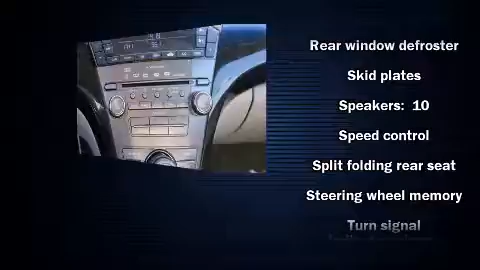 Rear window defroster
Skid plates
Speakers: 10
Speed control
Split folding rear seat
Steering wheel memory
Turn signal